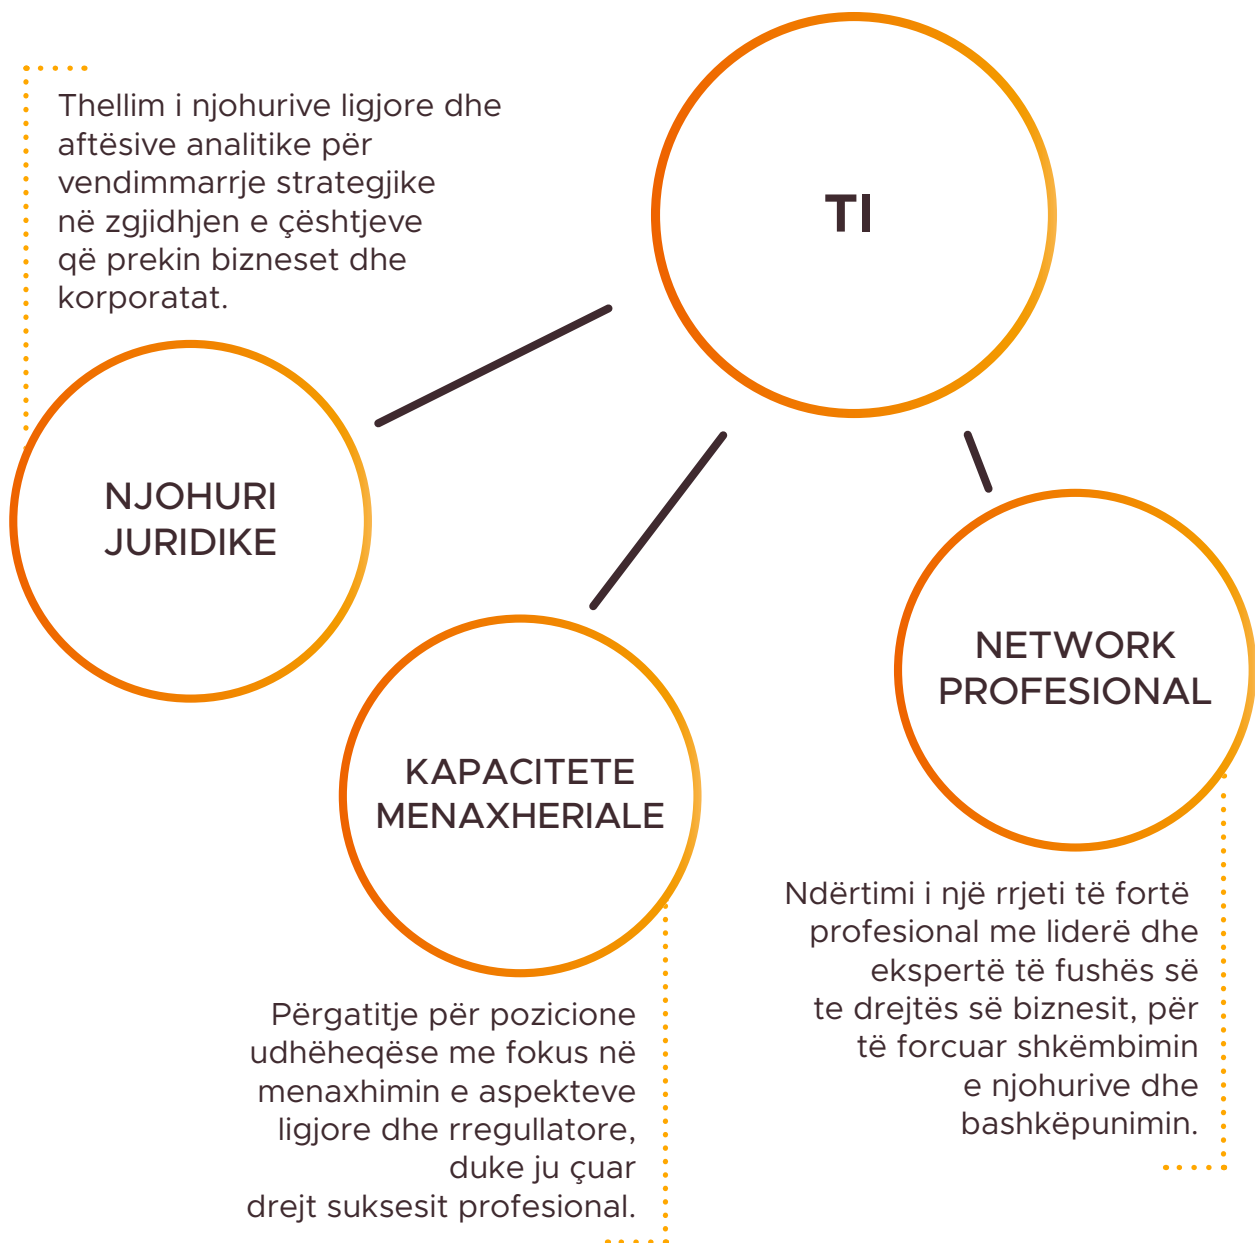 Thellim i njohurive ligjore dhe
aftësive analitike për
vendimmarrje strategjike
në zgjidhjen e çështjeve
që prekin bizneset dhe
korporatat.
TI
NJOHURI
JURIDIKE
KAPACITETE
MENAXHERIALE
NETWORK
PROFESIONAL
Përgatitje për pozicione
udhëheqëse me fokus në
menaxhimin e aspekteve
ligjore dhe rregullatore,
duke ju çuar
drejt suksesit profesional.
Ndërtimi i një rrjeti të fortë
profesional me liderë dhe
ekspertë të fushës së
te drejtës së biznesit, për
të forcuar shkëmbimin
e njohurive dhe
bashkëpunimin.